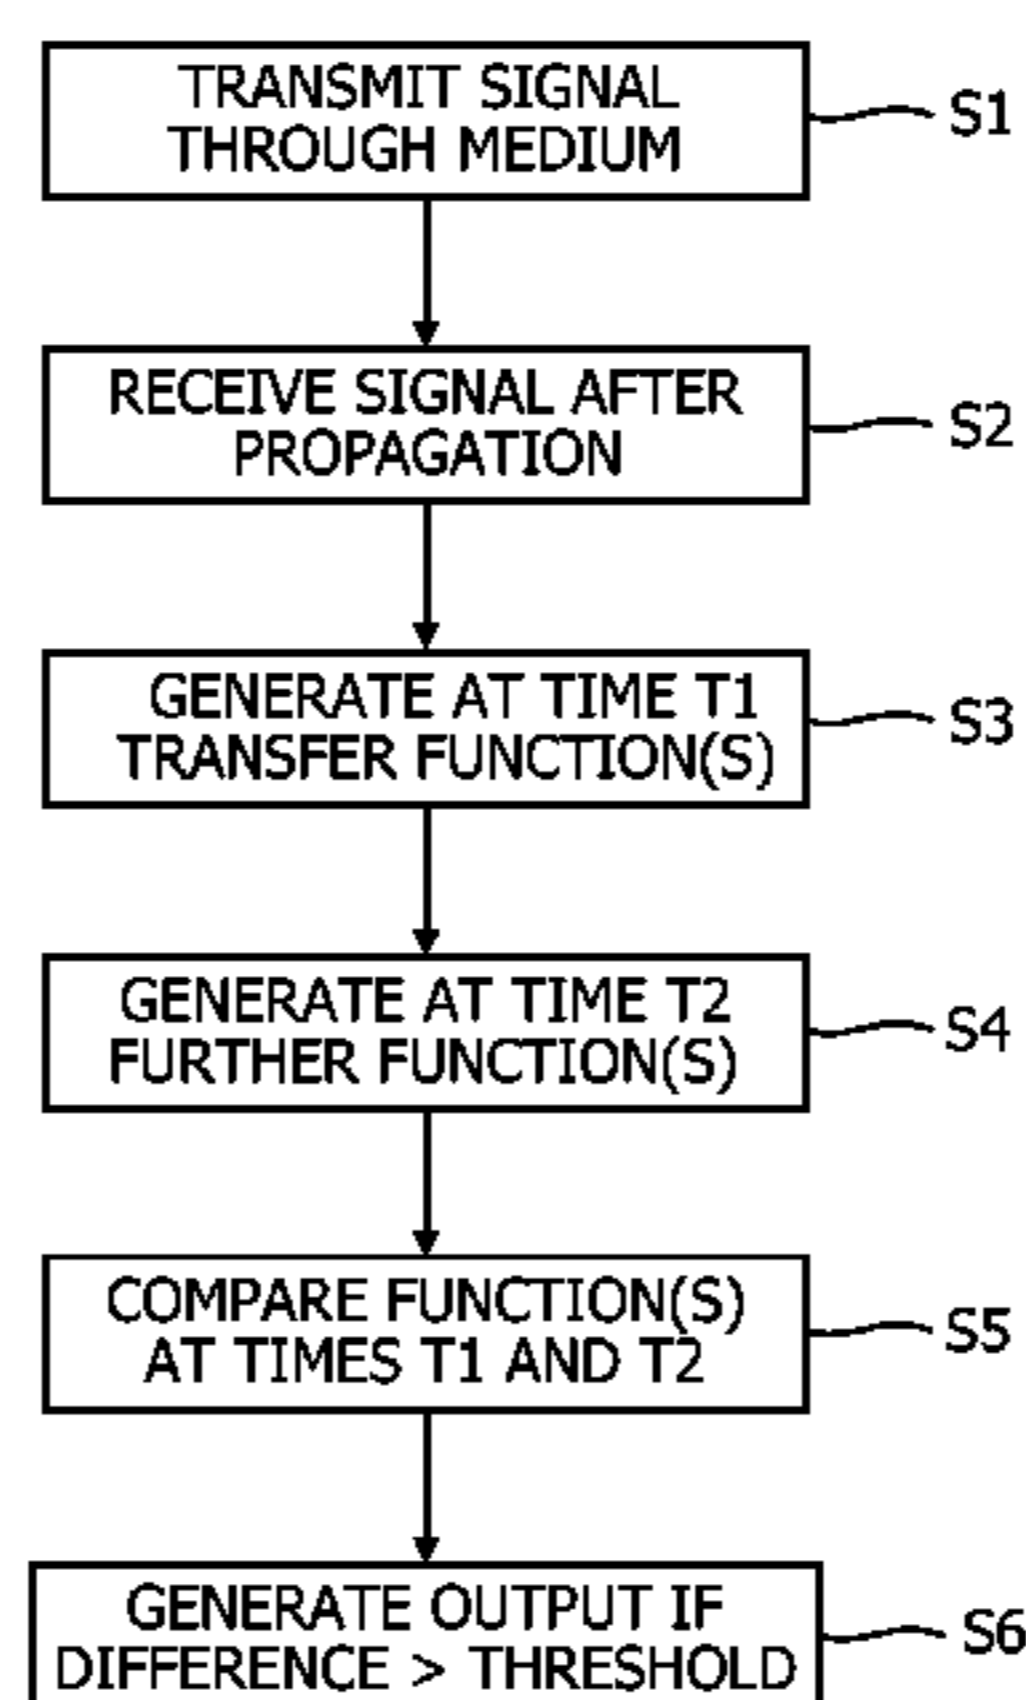 TRANSMIT SIGNAL
THROUGH MEDIUM
S1
RECEIVE SIGNAL AFTER
PROPAGATION
S2
GENERATE AT TIME T1
TRANSFER FUNCTION(S)
S3
GENERATE AT TIME T2
FURTHER FUNCTION(S)
S4
COMPARE FUNCTION(S)
AT TIMES T1 AND T2
S5
GENERATE OUTPUT IF
DIFFERENCE > THRESHOLD
S6